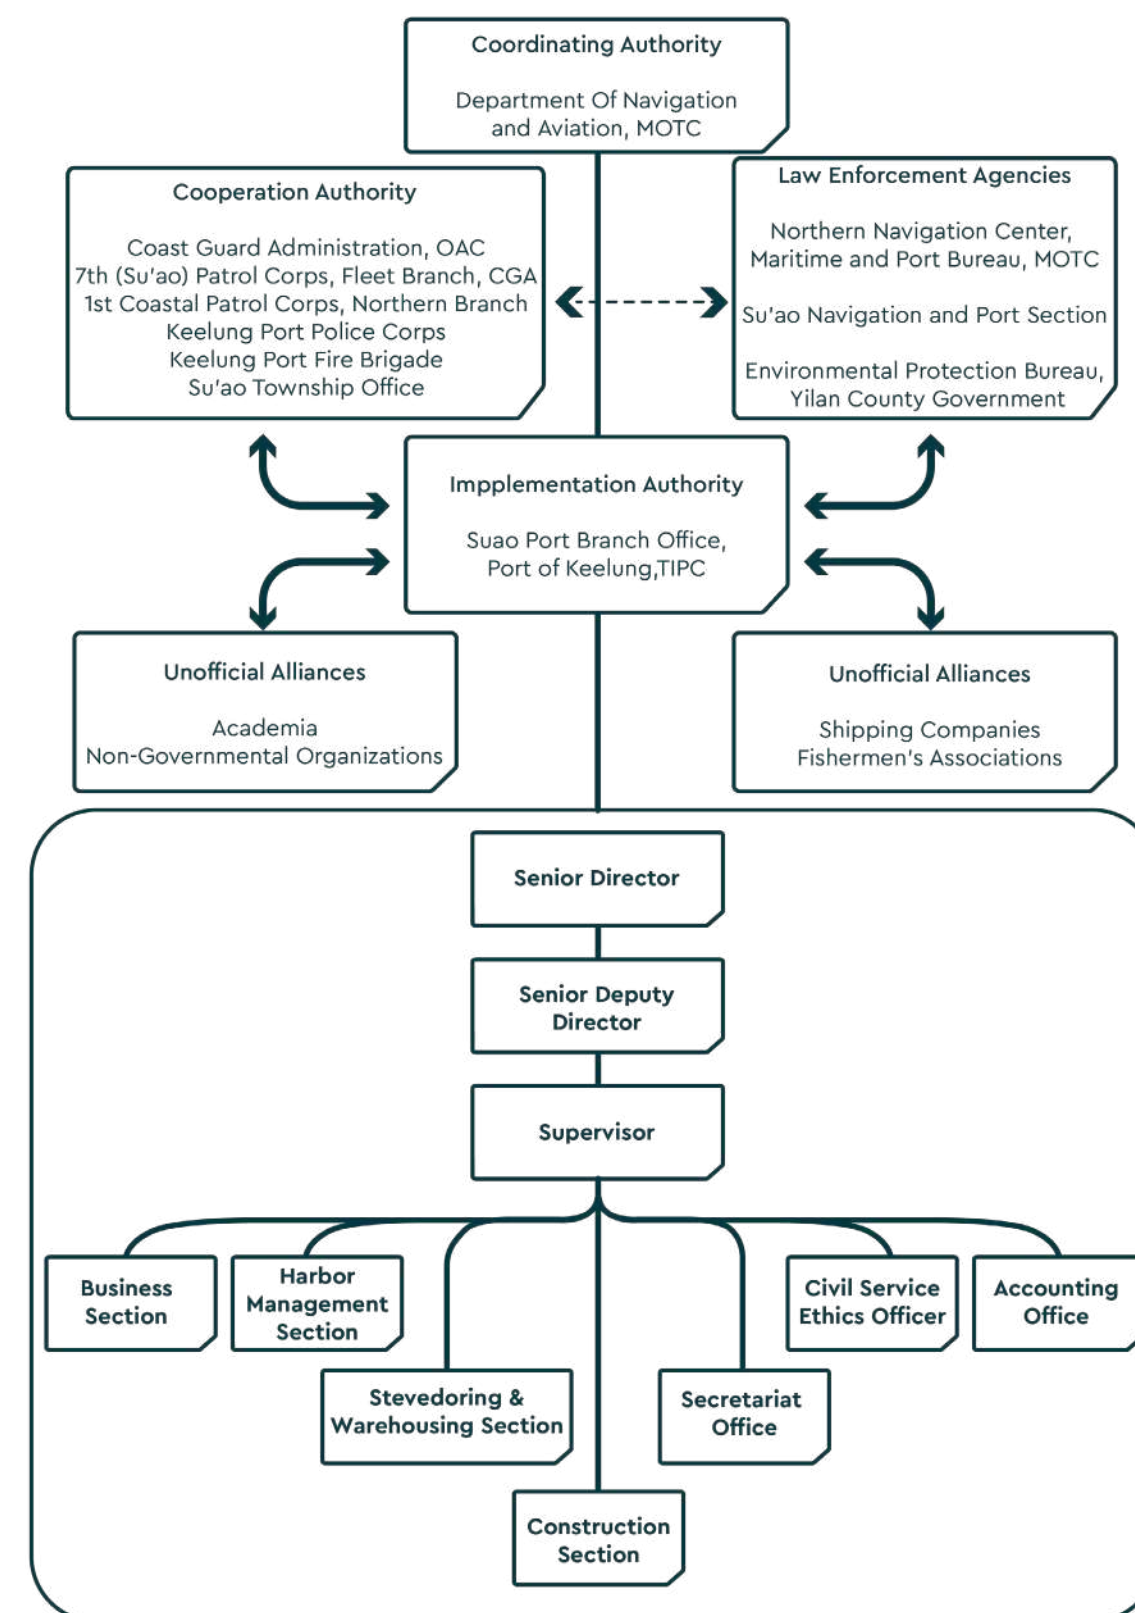 Coordinating Authority
Department Of Navigation
and Aviation, MOTC
Cooperation Authority
Coast Guard Administration, OAC
7th (Su'ao) Patrol Corps, Fleet Branch, CGA
1st Coastal Patrol Corps, Northern Branch
Keelung Port Police Corps
Keelung Port Fire Brigade
Su'ao Township Office
Law Enforcement Agencies
Northern Navigation Center,
Maritime and Port Bureau, MOTC
Su'ao Navigation and Port Section
Environmental Protection Bureau,
Yilan County Government
Impplementation Authority
Suao Port Branch Office,
Port of Keelung,TIPC
Unofficial Alliances
Academia
Non-Governmental Organizations
Unofficial Alliances
Shipping Companies
Fishermen's Associations
Senior Director
Senior Deputy
Director
Supervisor
Business
Section
Harbor
Management
Section
Stevedoring &
Warehousing Section
Construction
Section
Secretariat
Office
Civil Service
Ethics Officer
Accounting
Office